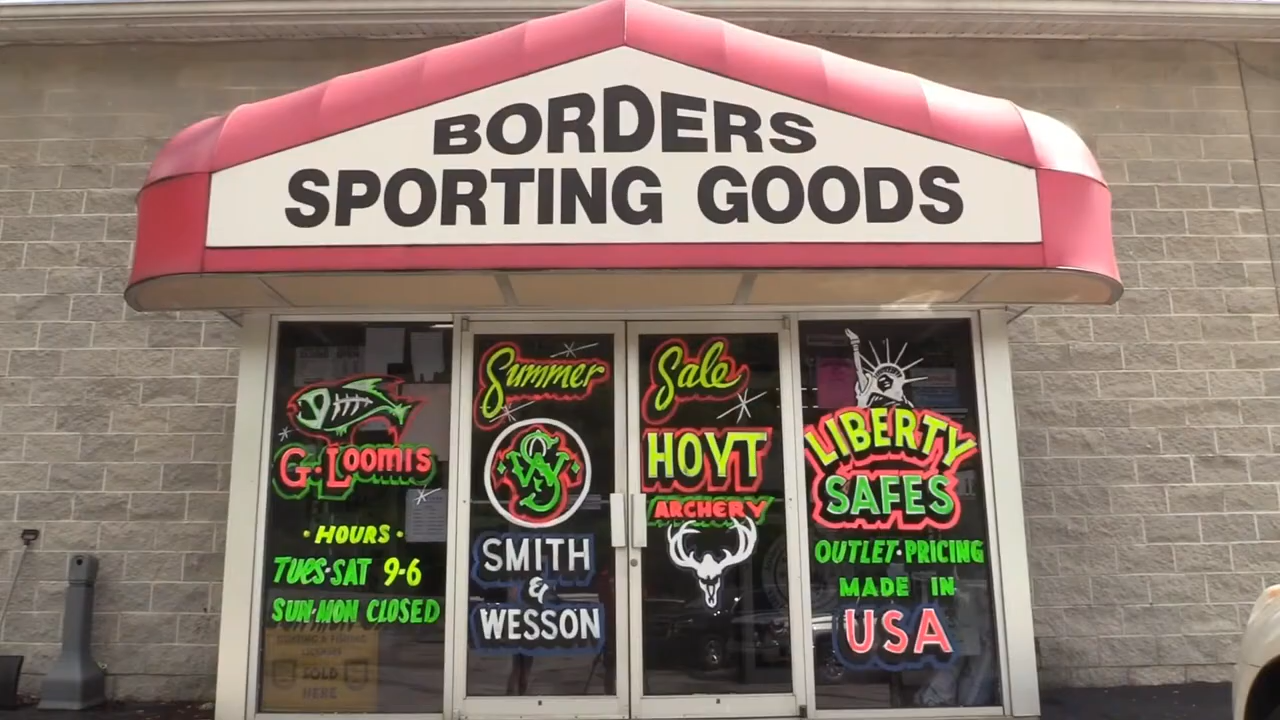 BORDERS
SPORTING GOODS
G-Loomis
• HOURS •
TUES-SAT 9-6
SUN-MON CLOSED
SOLD
HERE
Summer
SMITH
&
WESSON
Sale
HOYT
ARCHERY
LIBERTY
SAFES
OUTLET•PRICING
MADE IN
USA